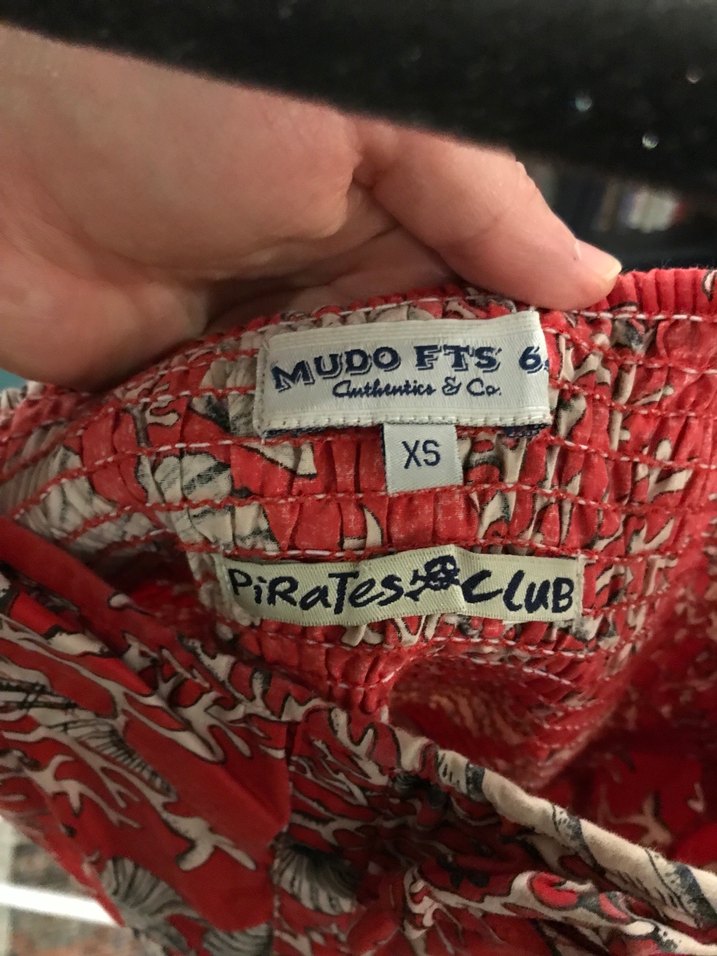 MUDO FTS 6
Authentics & Co.
XS
PiRaTes CLUB